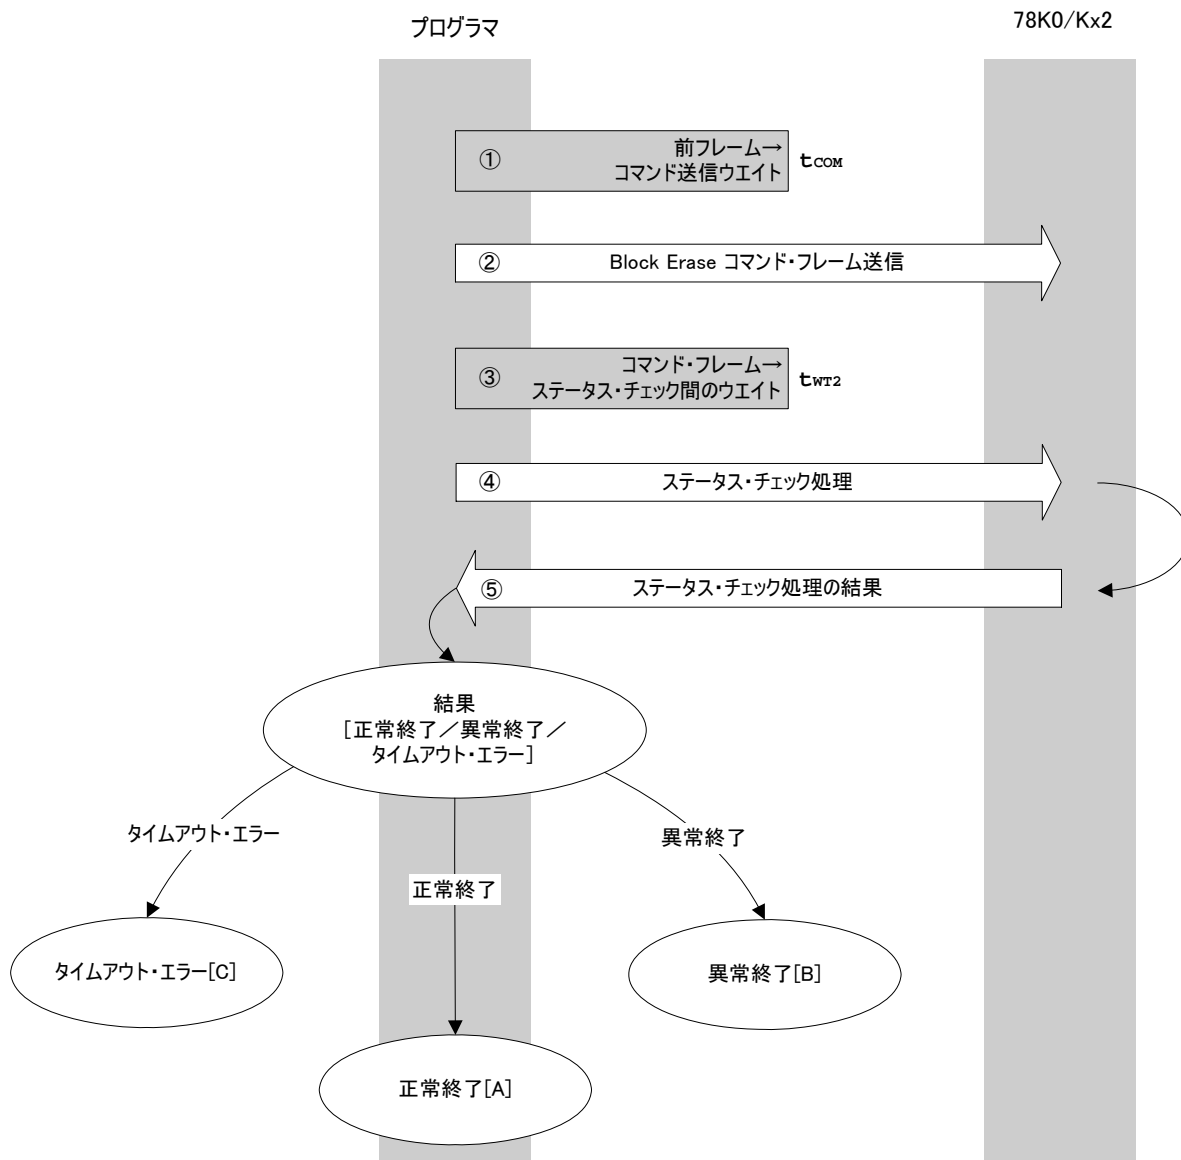 プログラマ
78K0/Kx2
① 前フレーム→
コマンド送信ウエイト
tCOM
② Block Erase コマンド・フレーム送信
③ コマンド・フレーム→
ステータス・チェック間のウエイト
tWT2
④ ステータス・チェック処理
⑤ ステータス・チェック処理の結果
結果
[正常終了／異常終了／
タイムアウト・エラー]
タイムアウト・エラー
異常終了
正常終了
タイムアウト・エラー[C]
異常終了[B]
正常終了[A]